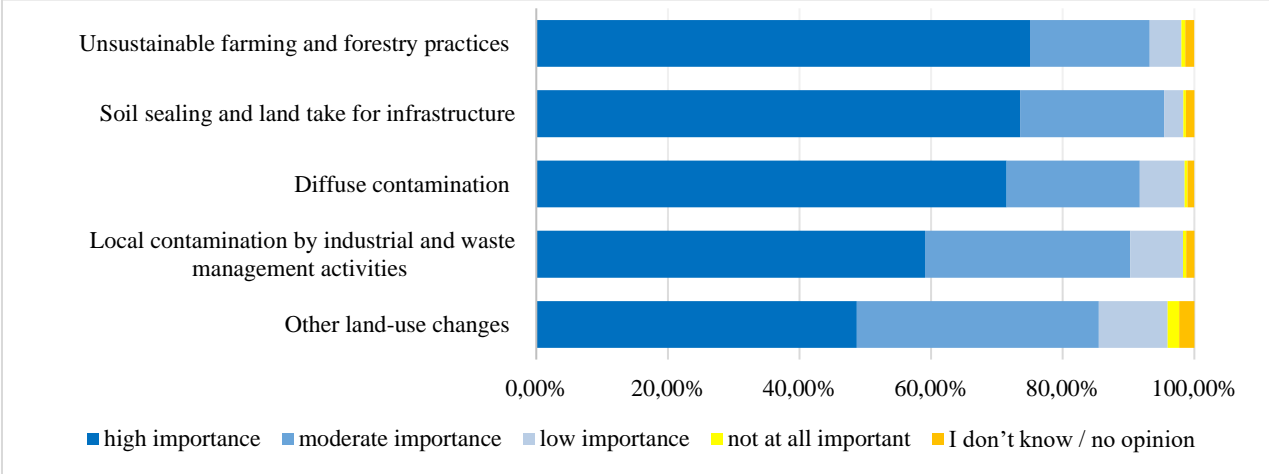 Unsustainable farming and forestry practices
Soil sealing and land take for infrastructure
Diffuse contamination
Local contamination by industrial and waste
management activities
Other land-use changes
0,00% 20,00% 40,00% 60,00% 80,00% 100,00%
high importance moderate importance low importance not at all important I don’t know / no opinion